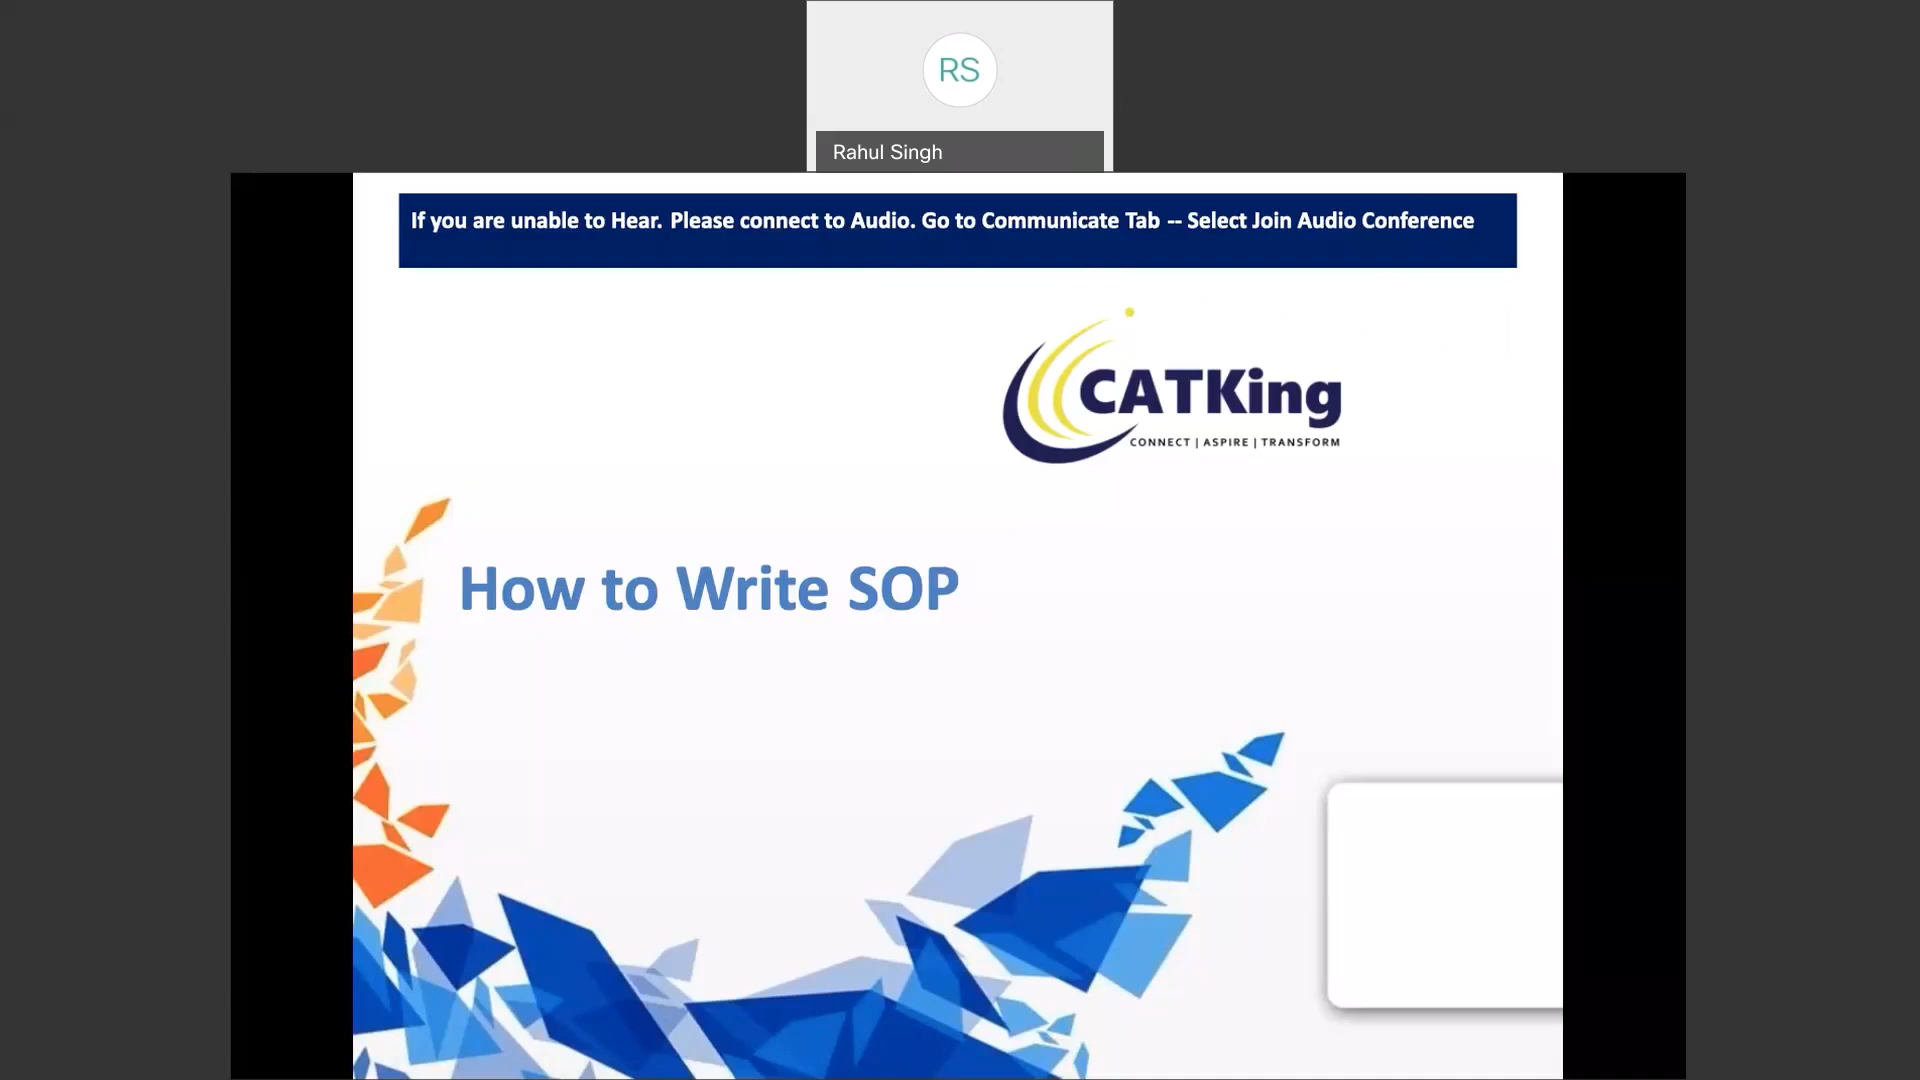 RS
Rahul Singh
If you are unable to Hear. Please connect to Audio. Go to Communicate Tab -- Select Join Audio Conference
CATKing
CONNECT | ASPIRE | TRANSFORM
How to Write SOP